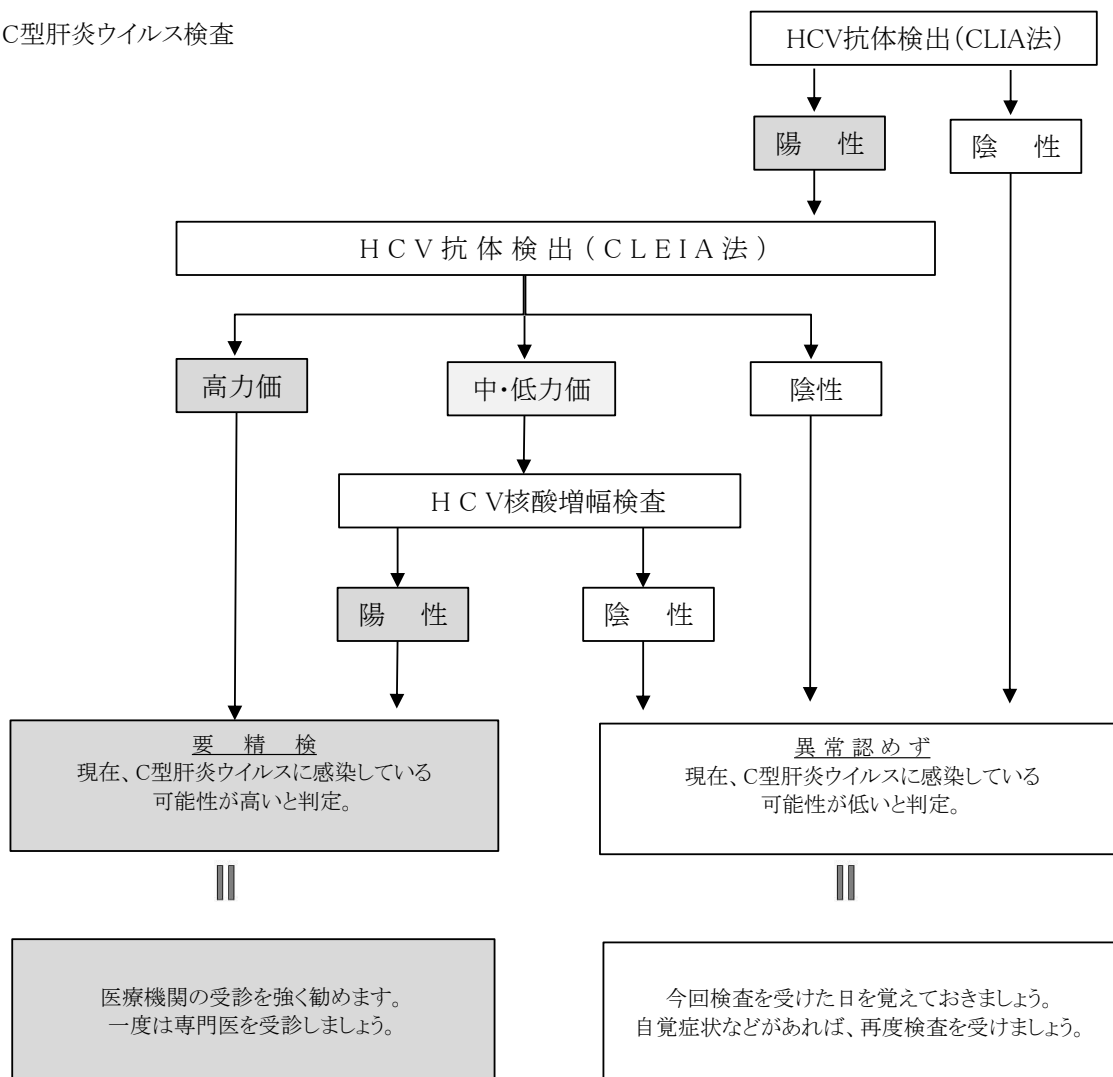 C型肝炎ウイルス検査
HCV抗体検出(CLIA法)
陽 性
陰 性
HCV抗体検出(CLEIA法)
高力価
中・低力価
陰性
HCV核酸増幅検査
陽 性
陰 性
要 精 検
現在、C型肝炎ウイルスに感染している
可能性が高いと判定。
異常認めず
現在、C型肝炎ウイルスに感染している
可能性が低いと判定。
医療機関の受診を強く勧めます。
一度は専門医を受診しましょう。
今回検査を受けた日を覚えておきましょう。
自覚症状などがあれば、再度検査を受けましょう。